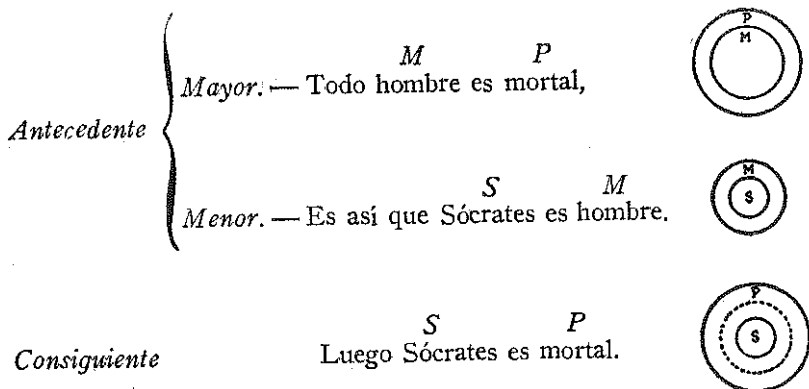 M P
P
M
Mayor. — Todo hombre es mortal,
Antecedente
S M
M
S
Menor. — Es así que Sócrates es hombre.
S P
P
S
Consiguiente Luego Sócrates es mortal.